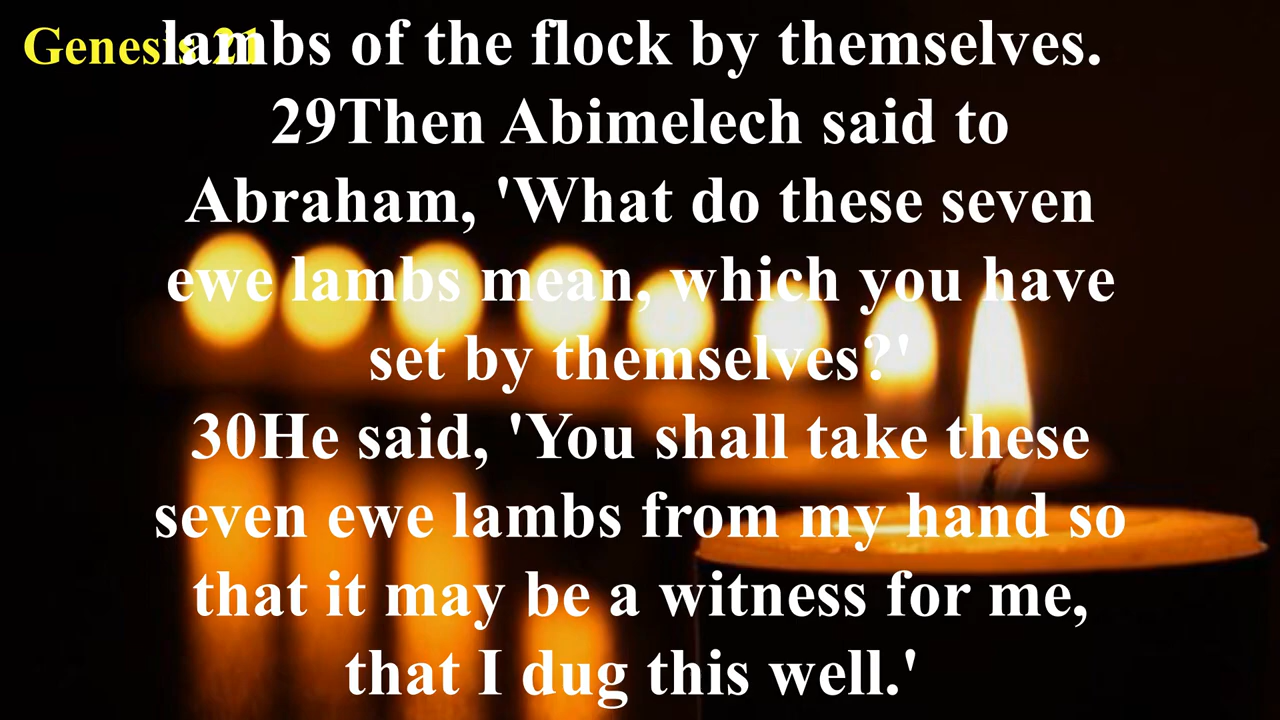 Genesis 21
lambs of the flock by themselves.
29Then Abimelech said to
Abraham, 'What do these seven
ewe lambs mean, which you have
set by themselves?'
30He said, 'You shall take these
seven ewe lambs from my hand so
that it may be a witness for me,
that I dug this well.'